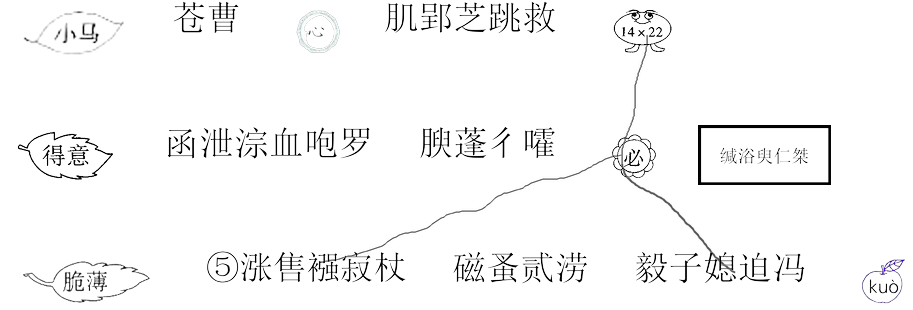 小马 苍曹 心 肌郢芝跳救 14×22
得意 函泄淙血咆罗 腴蓬彳嚯 必 缄浴臾仁桀
脆薄 ⑤涨售襁寂杖 磁蚤贰涝 毅子媳迫冯 kuò